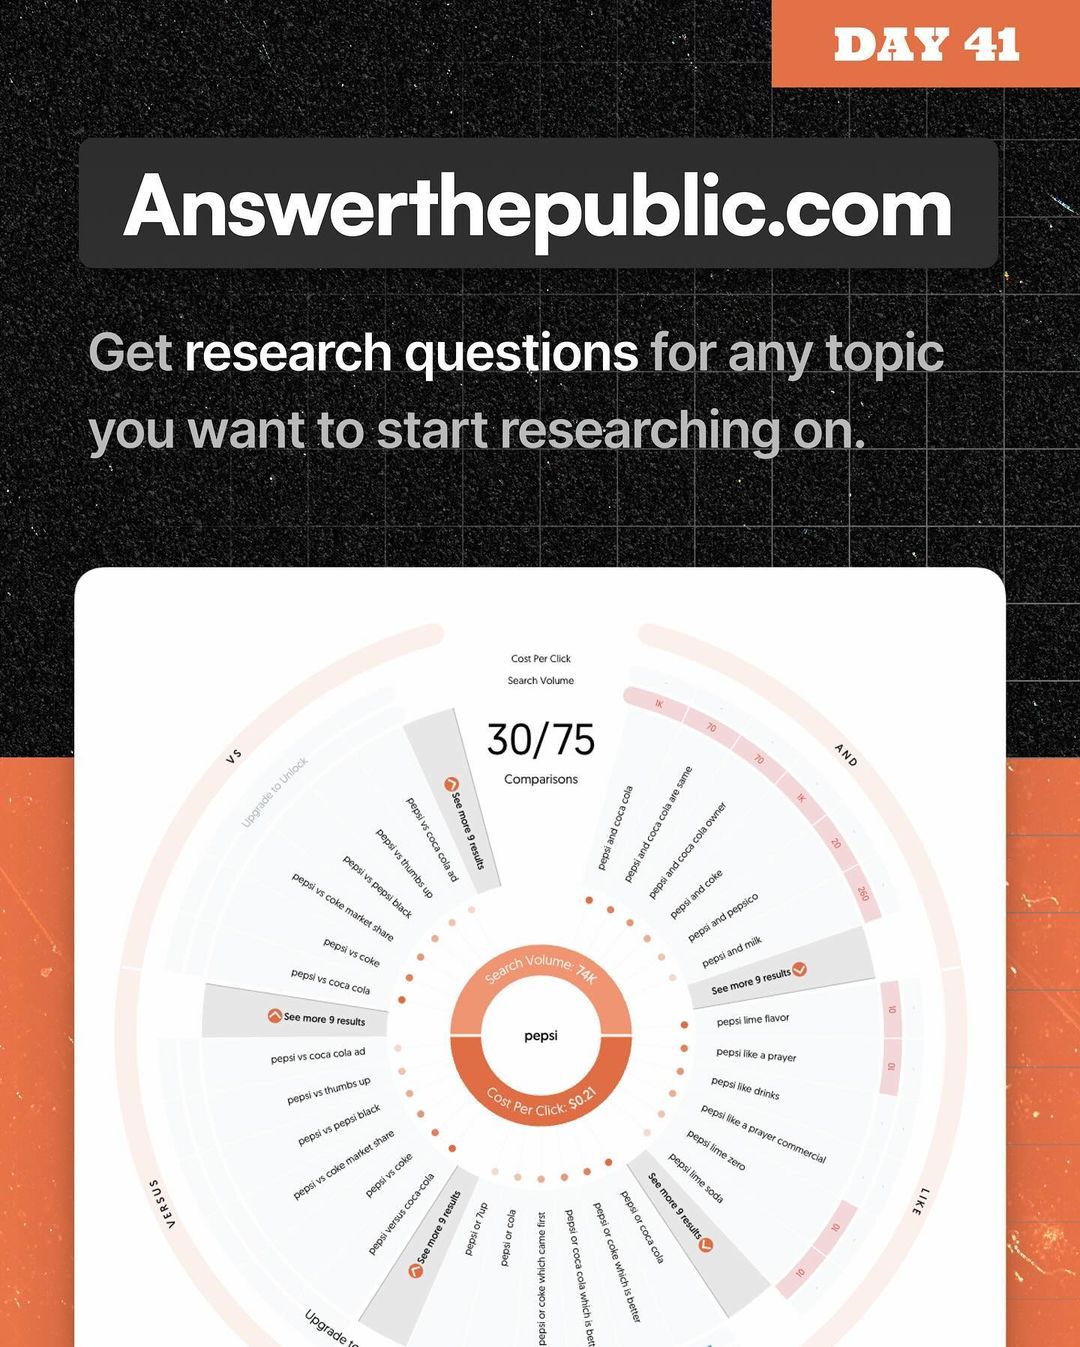 DAY 41
Answerthepublic.com
Get research questions for any topic
you want to start researching on.
Cost Per Click
Search Volume
30/75
Comparisons
VS
Upgrade to Unlock
See more 9 results
pepsi vs coca cola ad
pepsi vs thumbs up
pepsi vs pepsi black
pepsi vs coke market share
pepsi vs coke
pepsi vs coca cola
See more 9 results
pepsi vs coca cola ad
pepsi vs thumbs up
pepsi vs pepsi black
pepsi vs coke market share
pepsi vs coke
pepsi versus coca-cola
See more 9 results
VERSUS
Upgrade to
AND
1K
70
70
1K
20
260
pepsi and coca cola
pepsi and coca cola are same
pepsi and coca cola owner
pepsi and coke
pepsi and pepsico
pepsi and milk
See more 9 results
Search Volume: 74K
pepsi
Cost Per Click: $0.21
pepsi lime flavor
pepsi like a prayer
pepsi like drinks
pepsi like a prayer commercial
pepsi lime zero
pepsi lime soda
See more 9 results
10
10
10
10
LIKE
pepsi or 7up
pepsi or cola
pepsi or coke which came first
pepsi or coca cola which is bett
pepsi or coke which is better
pepsi or coca cola